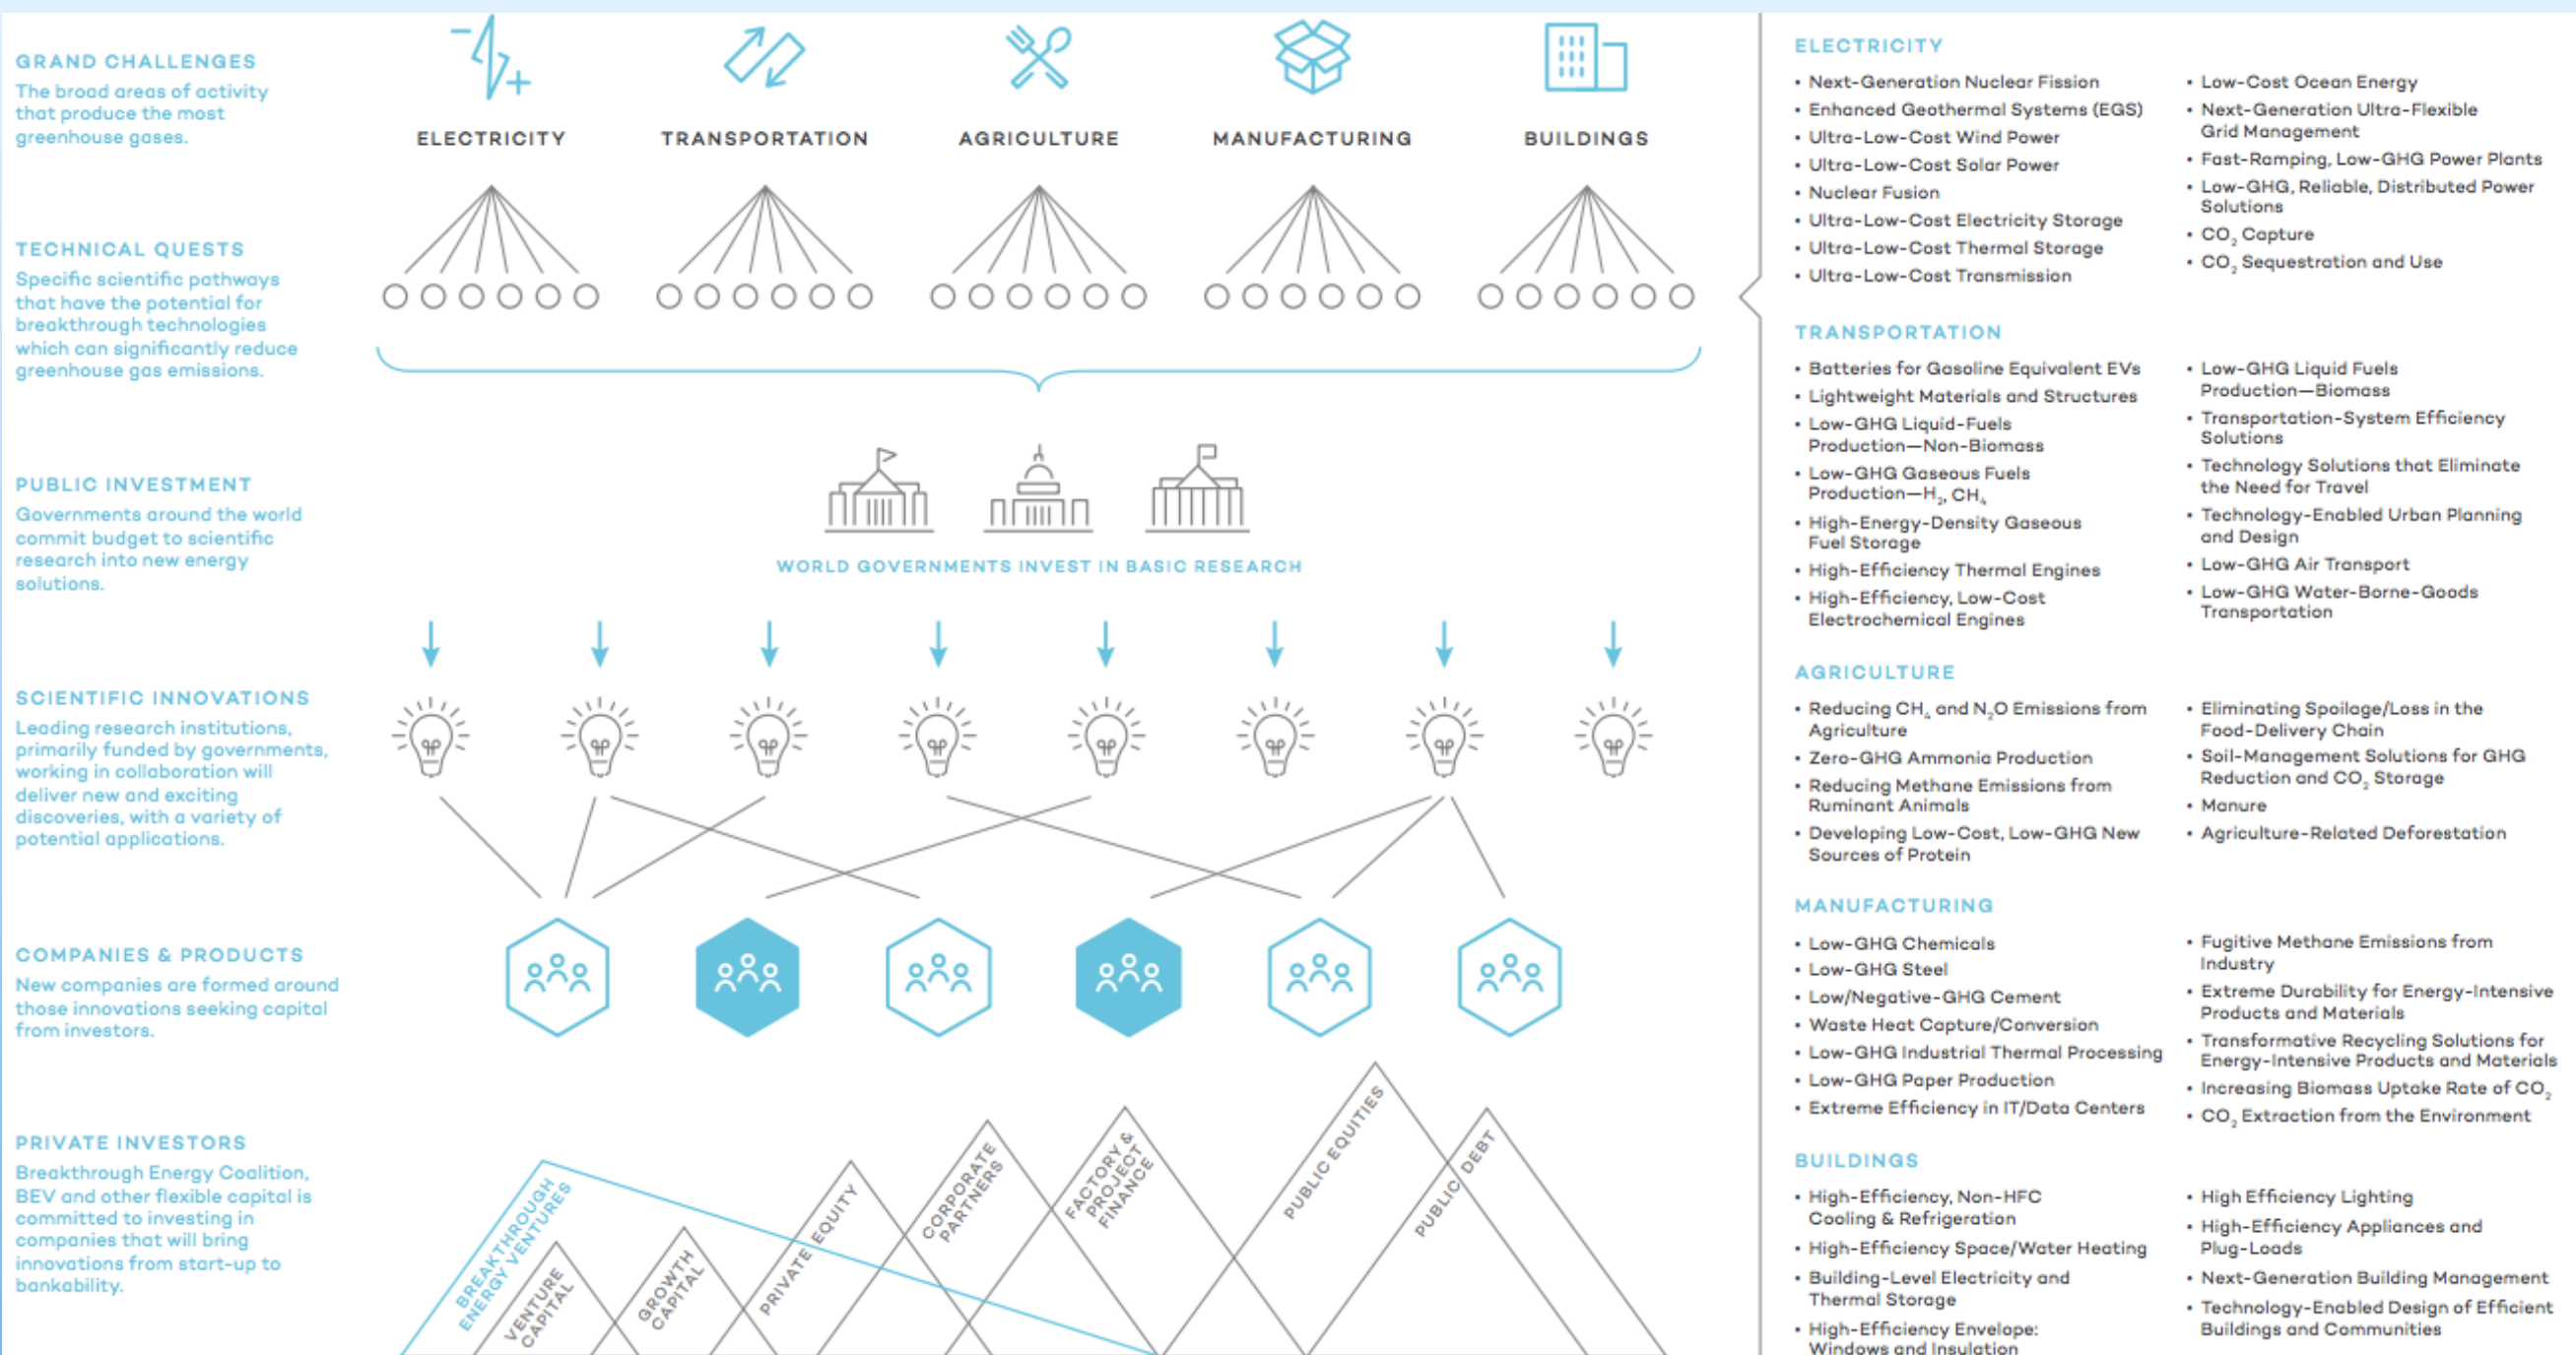 GRAND CHALLENGES
The broad areas of activity
that produce the most
greenhouse gases.
ELECTRICITY
TRANSPORTATION
AGRICULTURE
MANUFACTURING
BUILDINGS
TECHNICAL QUESTS
Specific scientific pathways
that have the potential for
breakthrough technologies
which can significantly reduce
greenhouse gas emissions.
PUBLIC INVESTMENT
Governments around the world
commit budget to scientific
research into new energy
solutions.
WORLD GOVERNMENTS INVEST IN BASIC RESEARCH
SCIENTIFIC INNOVATIONS
Leading research institutions,
primarily funded by governments,
working in collaboration will
deliver new and exciting
discoveries, with a variety of
potential applications.
COMPANIES & PRODUCTS
New companies are formed around
those innovations seeking capital
from investors.
PRIVATE INVESTORS
Breakthrough Energy Coalition,
BEV and other flexible capital is
committed to investing in
companies that will bring
innovations from start-up to
bankability.
BREAKTHROUGH
ENERGY VENTURES
VENTURE
CAPITAL
GROWTH
CAPITAL
PRIVATE EQUITY
CORPORATE
PARTNERS
FACTORY &
PROJECT
FINANCE
PUBLIC EQUITIES
PUBLIC DEBT
ELECTRICITY
• Next-Generation Nuclear Fission
• Enhanced Geothermal Systems (EGS)
• Ultra-Low-Cost Wind Power
• Ultra-Low-Cost Solar Power
• Nuclear Fusion
• Ultra-Low-Cost Electricity Storage
• Ultra-Low-Cost Thermal Storage
• Ultra-Low-Cost Transmission
• Low-Cost Ocean Energy
• Next-Generation Ultra-Flexible
Grid Management
• Fast-Ramping, Low-GHG Power Plants
• Low-GHG, Reliable, Distributed Power
Solutions
• CO₂ Capture
• CO₂ Sequestration and Use
TRANSPORTATION
• Batteries for Gasoline Equivalent EVs
• Lightweight Materials and Structures
• Low-GHG Liquid-Fuels
Production—Non-Biomass
• Low-GHG Gaseous Fuels
Production—H₂, CH₄
• High-Energy-Density Gaseous
Fuel Storage
• High-Efficiency Thermal Engines
• High-Efficiency, Low-Cost
Electrochemical Engines
• Low-GHG Liquid Fuels
Production—Biomass
• Transportation-System Efficiency
Solutions
• Technology Solutions that Eliminate
the Need for Travel
• Technology-Enabled Urban Planning
and Design
• Low-GHG Air Transport
• Low-GHG Water-Borne-Goods
Transportation
AGRICULTURE
• Reducing CH₄ and N₂O Emissions from
Agriculture
• Zero-GHG Ammonia Production
• Reducing Methane Emissions from
Ruminant Animals
• Developing Low-Cost, Low-GHG New
Sources of Protein
• Eliminating Spoilage/Loss in the
Food-Delivery Chain
• Soil-Management Solutions for GHG
Reduction and CO₂ Storage
• Manure
• Agriculture-Related Deforestation
MANUFACTURING
• Low-GHG Chemicals
• Low-GHG Steel
• Low/Negative-GHG Cement
• Waste Heat Capture/Conversion
• Low-GHG Industrial Thermal Processing
• Low-GHG Paper Production
• Extreme Efficiency in IT/Data Centers
• Fugitive Methane Emissions from
Industry
• Extreme Durability for Energy-Intensive
Products and Materials
• Transformative Recycling Solutions for
Energy-Intensive Products and Materials
• Increasing Biomass Uptake Rate of CO₂
• CO₂ Extraction from the Environment
BUILDINGS
• High-Efficiency, Non-HFC
Cooling & Refrigeration
• High-Efficiency Space/Water Heating
• Building-Level Electricity and
Thermal Storage
• High-Efficiency Envelope:
Windows and Insulation
• High Efficiency Lighting
• High-Efficiency Appliances and
Plug-Loads
• Next-Generation Building Management
• Technology-Enabled Design of Efficient
Buildings and Communities